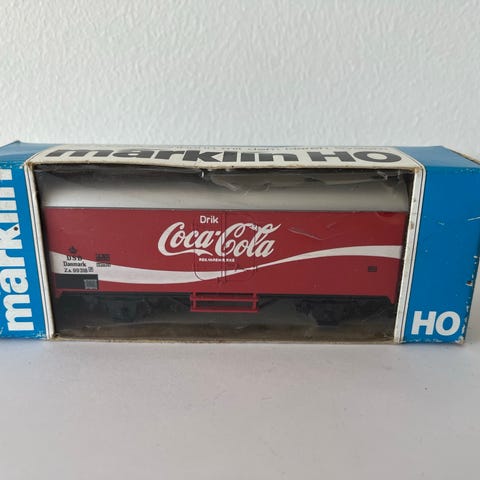 märklin HO
märklin
Drik
Coca-Cola
DSB
Danmark
HO